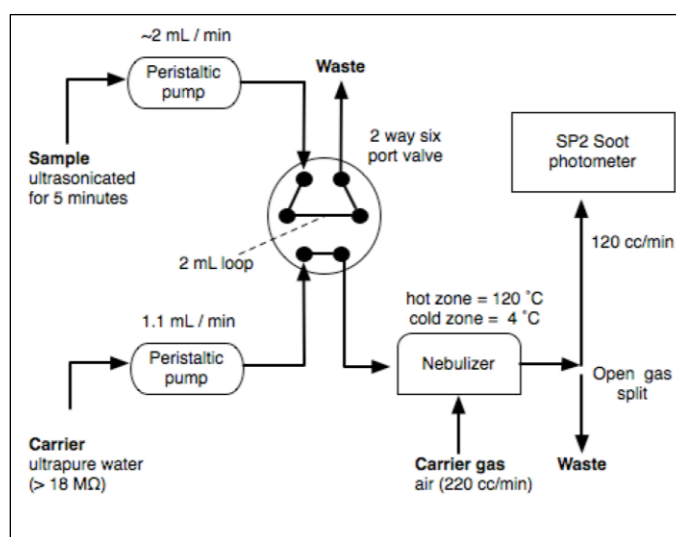 ~2 mL / min
Peristaltic
pump
Waste
2 way six
port valve
SP2 Soot
photometer
Sample
ultrasonicated
for 5 minutes
120 cc/min
2 mL loop
hot zone = 120 ˚C
cold zone =  4 ˚C
1.1 mL / min
Peristaltic
pump
Nebulizer
Open gas
split
Carrier
ultrapure water
(> 18 MΩ)
Carrier gas
air (220 cc/min)
Waste